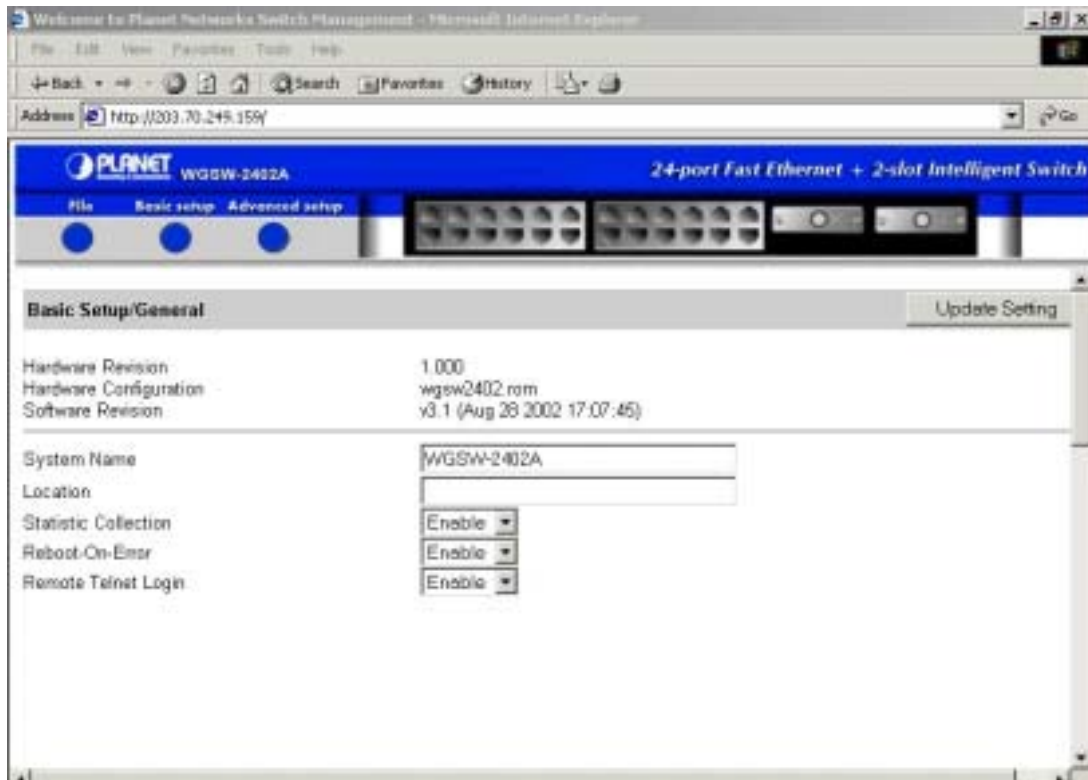 Welcome to Planet Networks Switch Management - Microsoft Internet Explorer
File Edit View Favorites Tools Help
Back Search Favorites History
Address http://203.70.249.159/ Go
PLANET WGSW-2402A 24-port Fast Ethernet + 2-slot Intelligent Switch
File Basic setup Advanced setup
Basic Setup/General Update Setting
Hardware Revision 1.000
Hardware Configuration wgsw2402.rom
Software Revision v3.1 (Aug 28 2002 17:07:45)
System Name WGSW-2402A
Location
Statistic Collection Enable
Reboot-On-Error Enable
Remote Telnet Login Enable